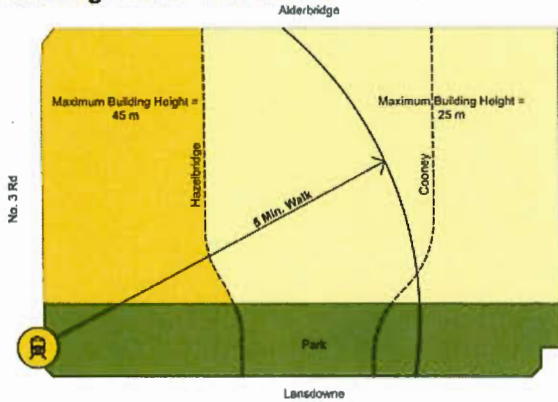 Alderbridge
Maximum Building Height =
45 m
Maximum Building Height =
25 m
No. 3 Rd
Hazelbridge
Cooney
5 Min. Walk
Park
Lansdowne